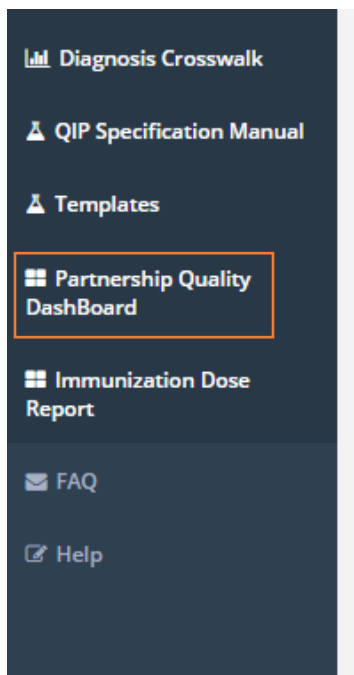 Diagnosis Crosswalk
QIP Specification Manual
Templates
Partnership Quality
DashBoard
Immunization Dose
Report
FAQ
Help